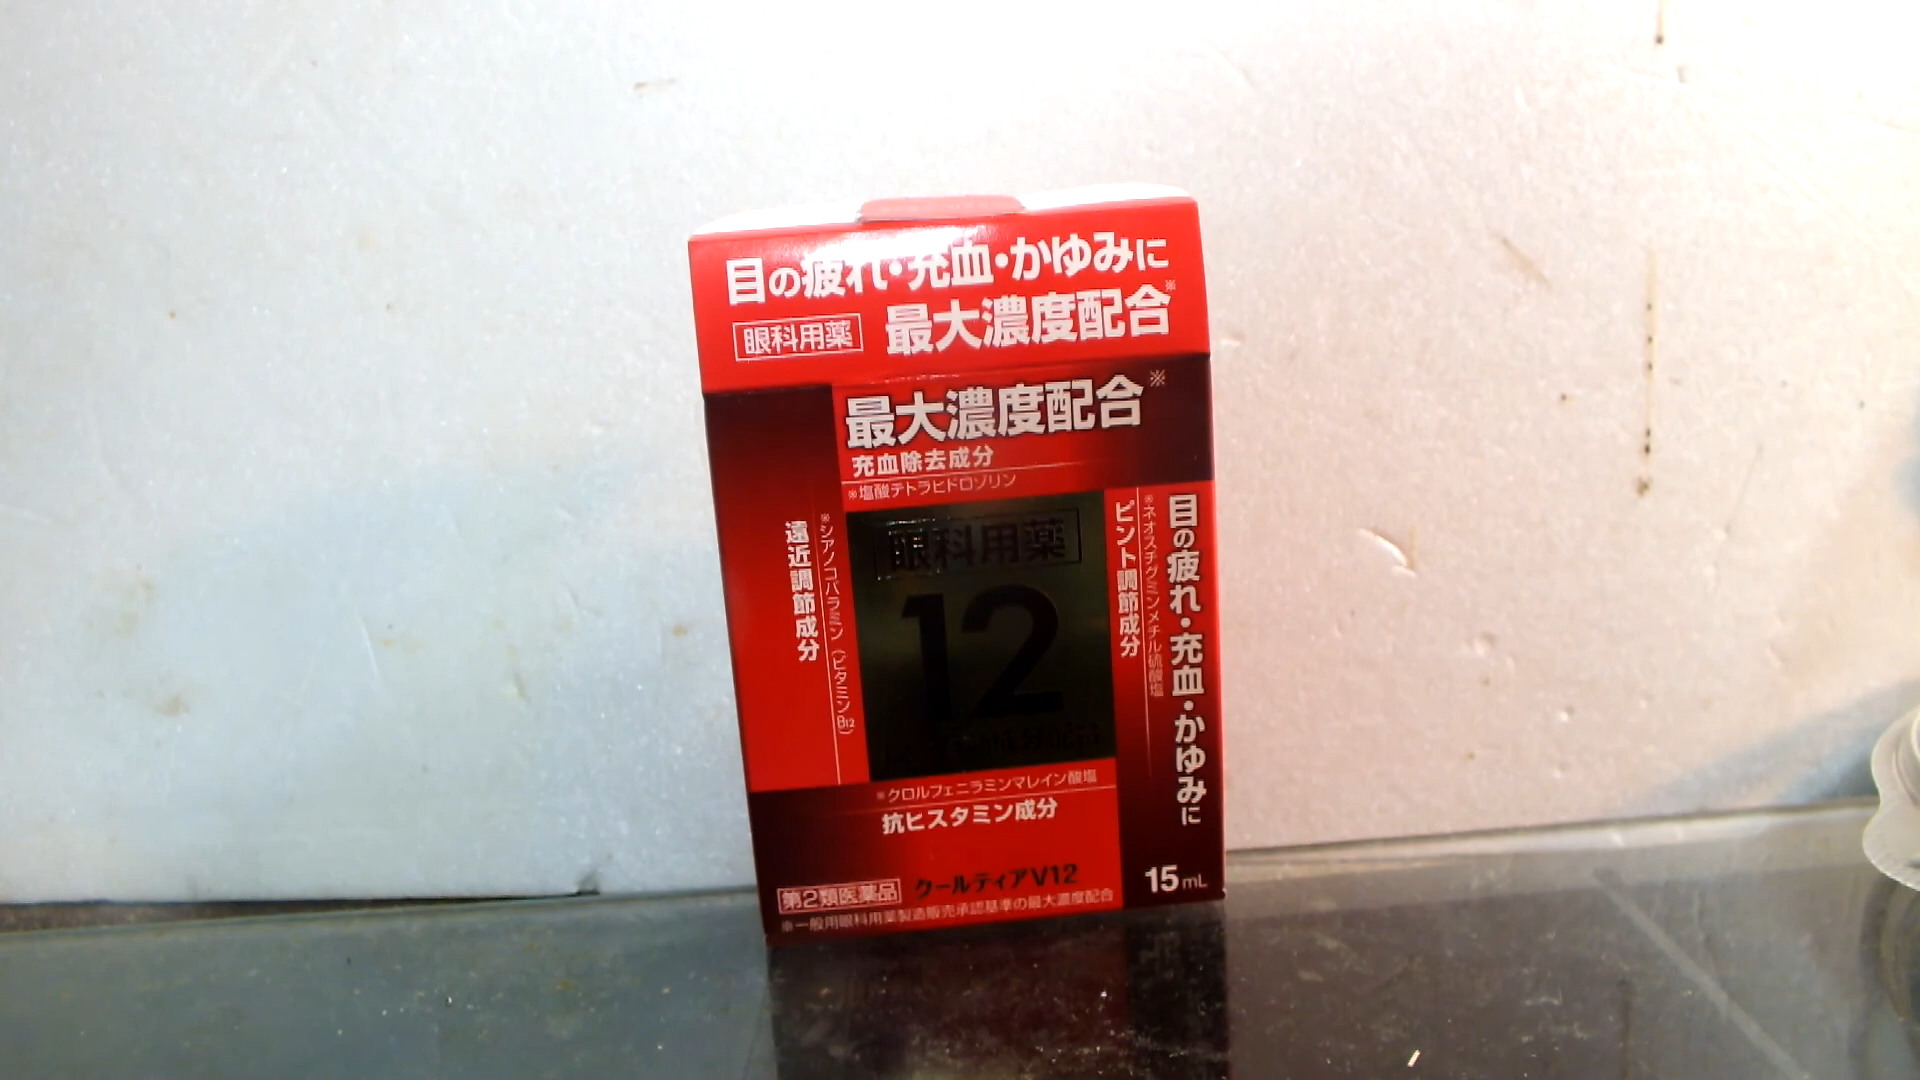 目の疲れ・充血・かゆみに
眼科用薬
最大濃度配合※
最大濃度配合※
充血除去成分
※塩酸テトラヒドロゾリン
遠近調節成分
※シアノコバラミン(ビタミンB12)
眼科用薬
12
ピント調節成分
※ネオスチグミンメチル硫酸塩
目の疲れ・充血・かゆみに
※クロルフェニラミンマレイン酸塩
抗ヒスタミン成分
第2類医薬品
クールティアV12
15mL
※一般用眼科用薬製造販売承認基準の最大濃度配合